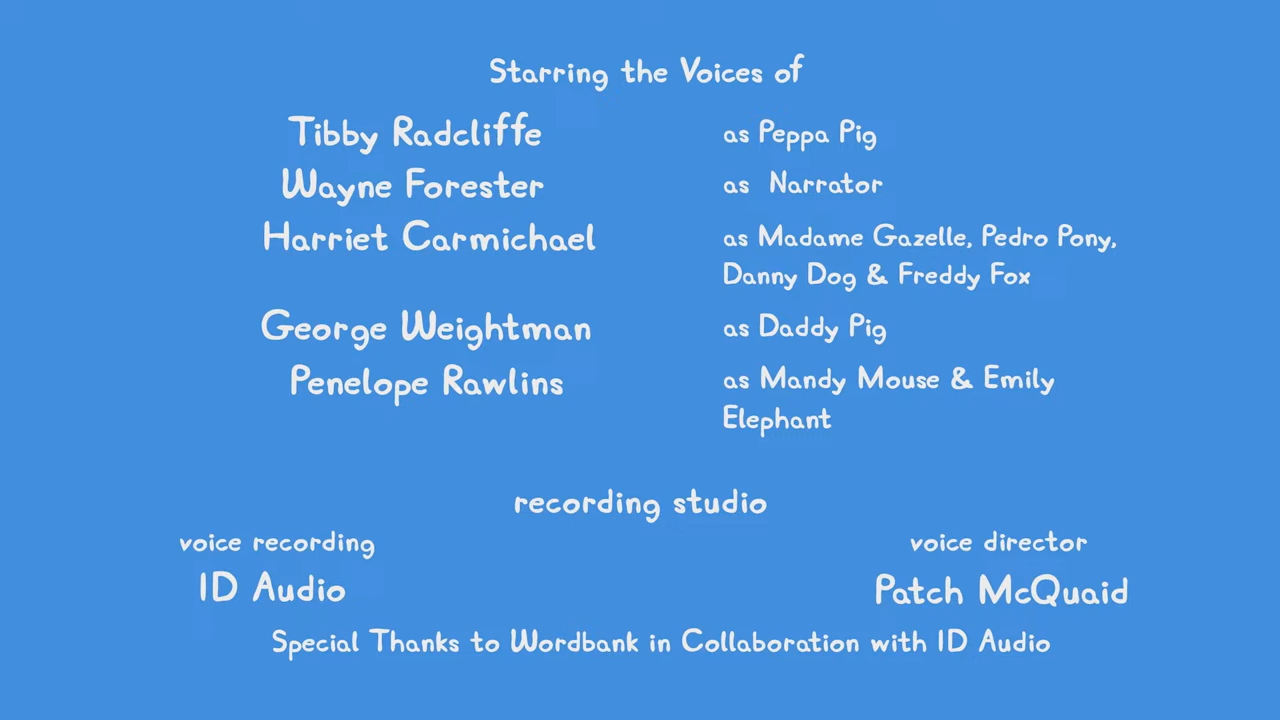 Starring the Voices of
Tibby Radcliffe as Peppa Pig
Wayne Forester as Narrator
Harriet Carmichael as Madame Gazelle, Pedro Pony,
Danny Dog & Freddy Fox
George Weightman as Daddy Pig
Penelope Rawlins as Mandy Mouse & Emily
Elephant
recording studio
voice recording voice director
ID Audio Patch McQuaid
Special Thanks to Wordbank in Collaboration with ID Audio